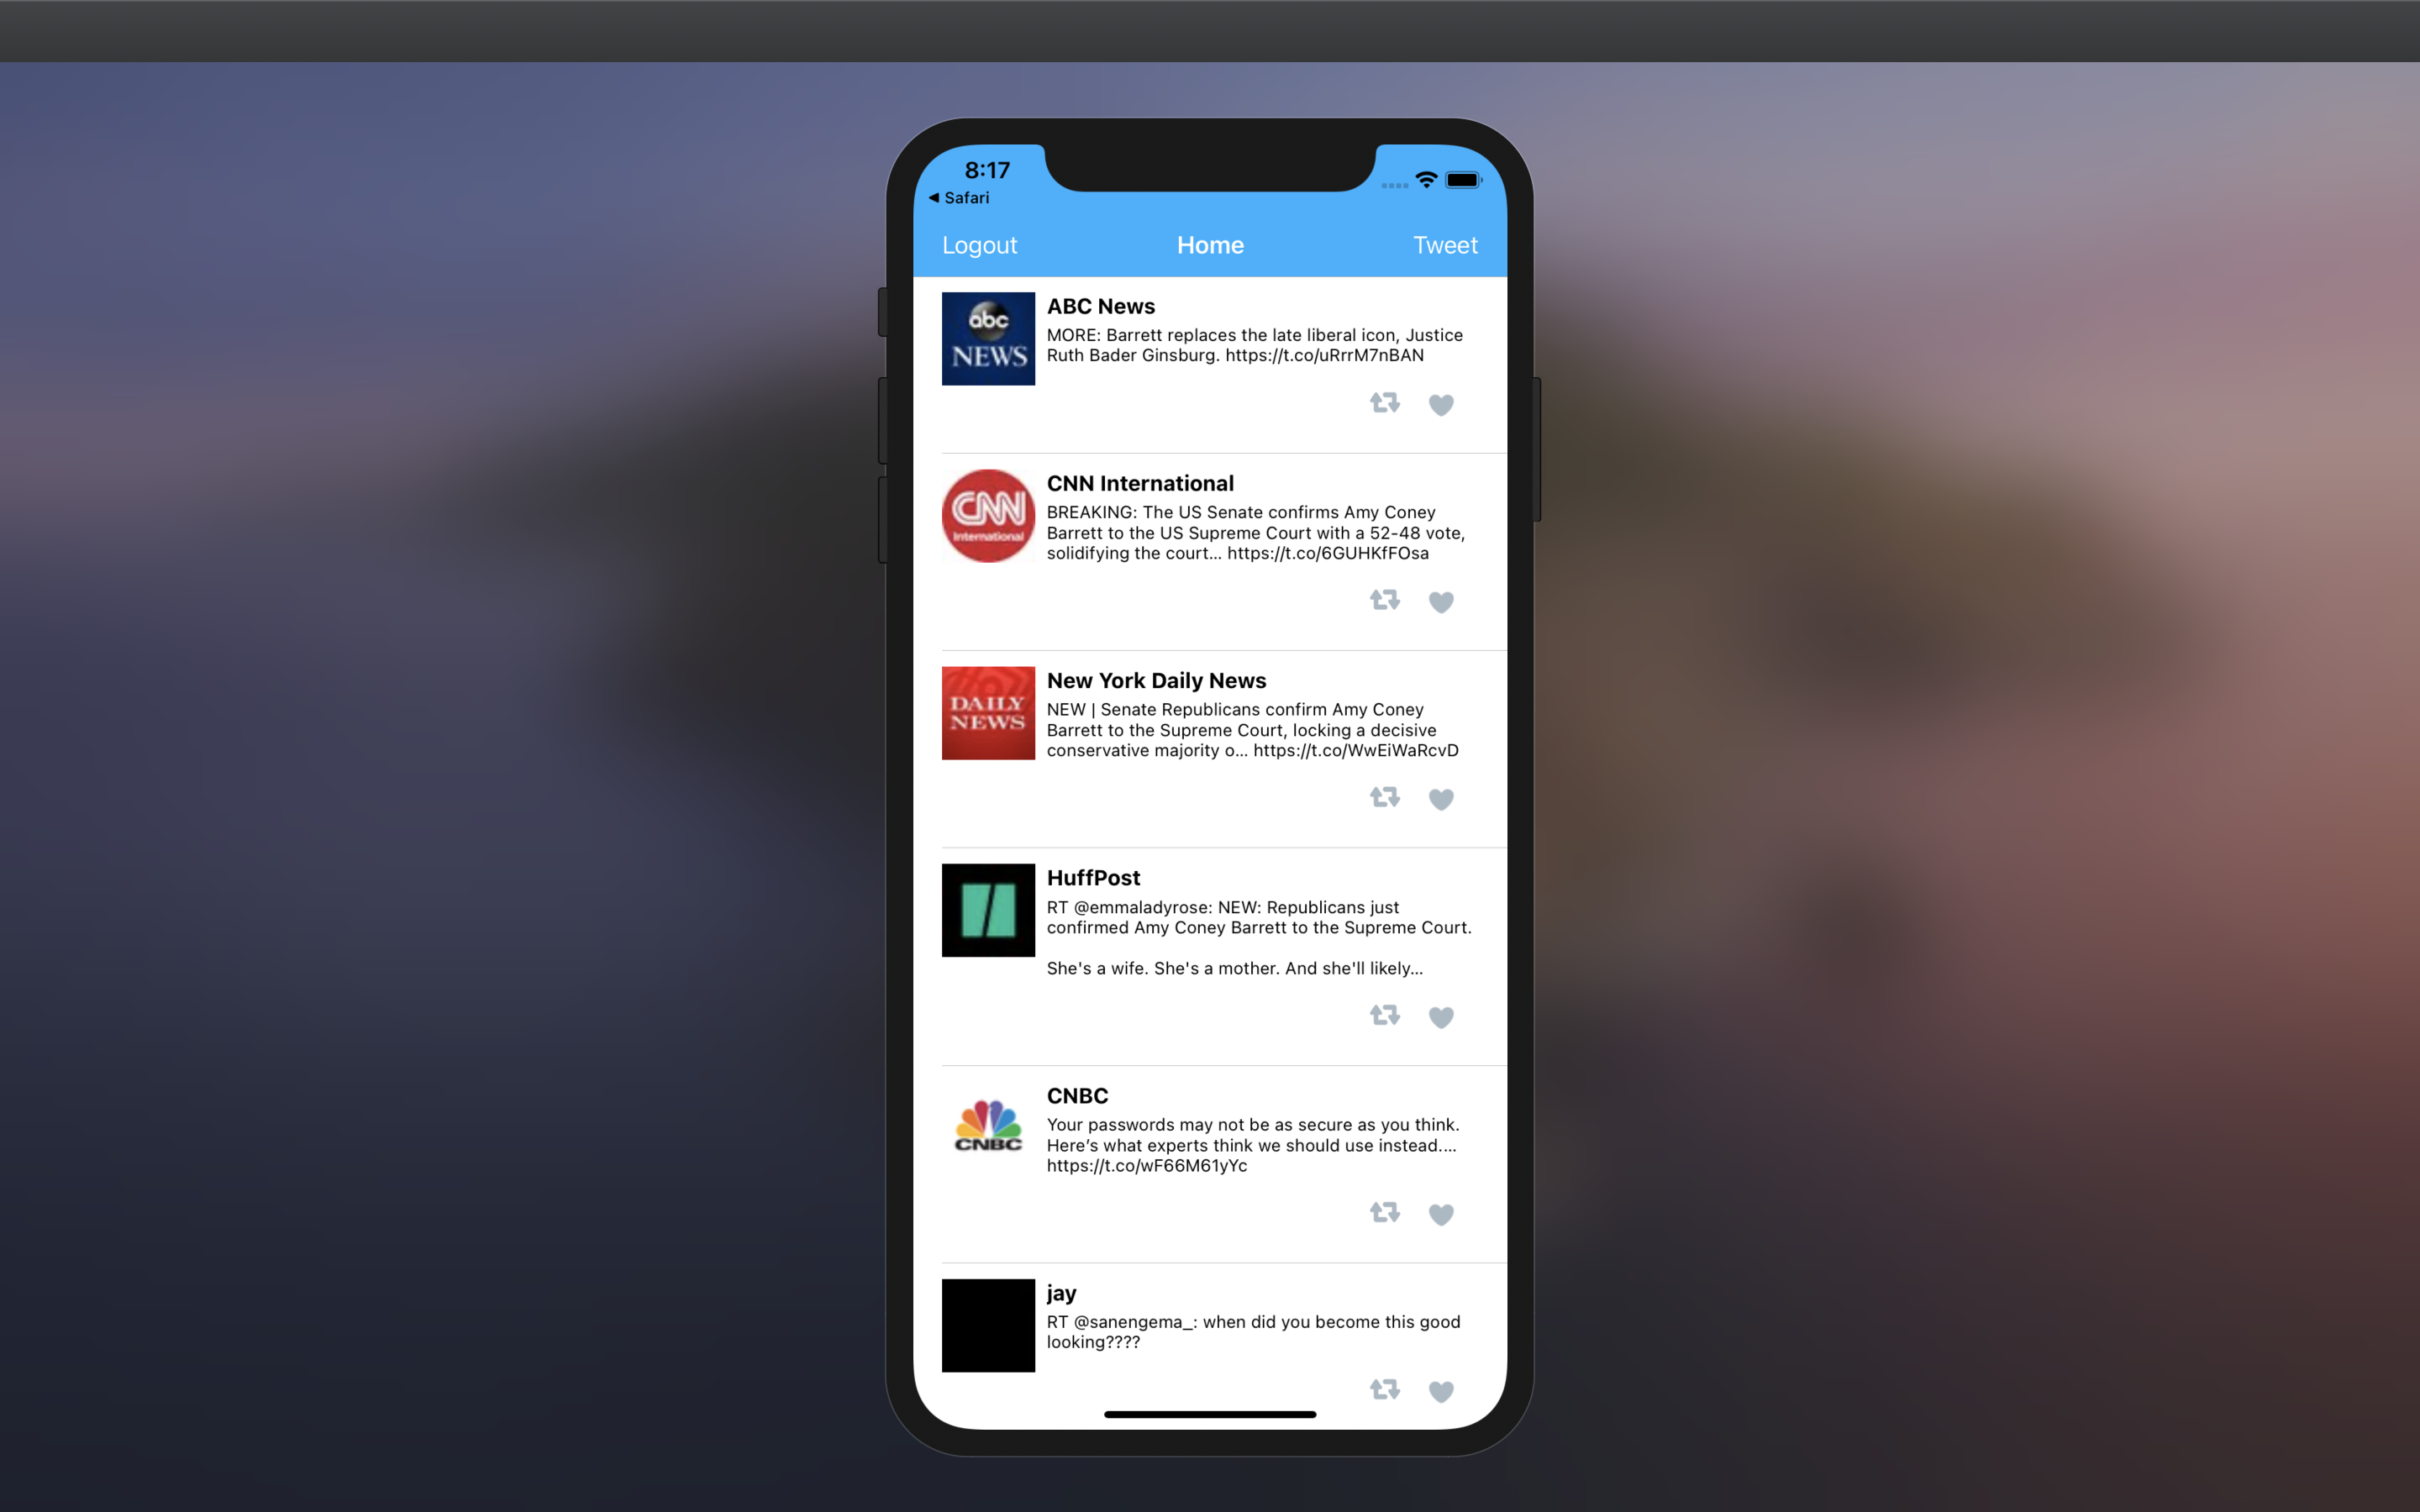 8:17
◀ Safari
Logout
Home
Tweet
abc
NEWS
ABC News
MORE: Barrett replaces the late liberal icon, Justice
Ruth Bader Ginsburg. https://t.co/uRrrM7nBAN
CNN
International
CNN International
BREAKING: The US Senate confirms Amy Coney
Barrett to the US Supreme Court with a 52-48 vote,
solidifying the court… https://t.co/6GUHKfFOsa
DAILY
NEWS
New York Daily News
NEW | Senate Republicans confirm Amy Coney
Barrett to the Supreme Court, locking a decisive
conservative majority o… https://t.co/WwEiWaRcvD
HuffPost
RT @emmaladyrose: NEW: Republicans just
confirmed Amy Coney Barrett to the Supreme Court.
She's a wife. She's a mother. And she'll likely…
CNBC
CNBC
Your passwords may not be as secure as you think.
Here’s what experts think we should use instead.…
https://t.co/wF66M61yYc
jay
RT @sanengema_: when did you become this good
looking????